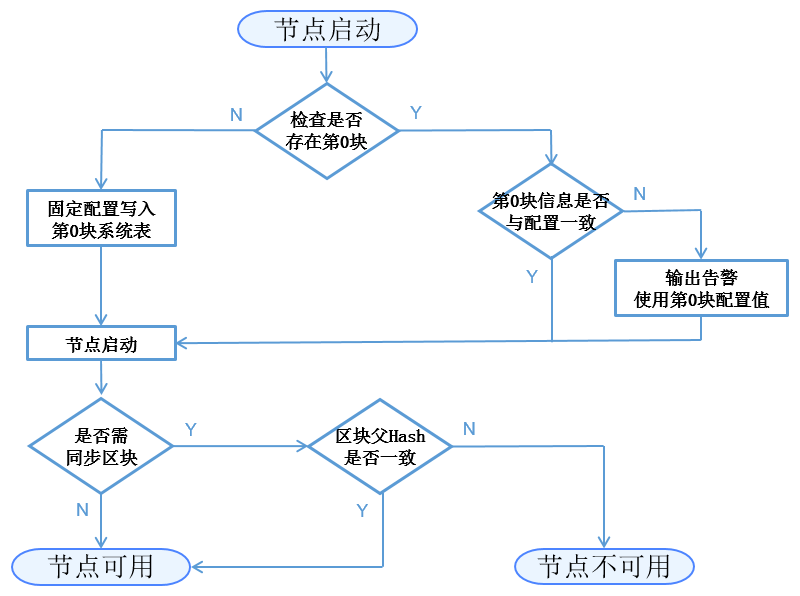 节点启动
检查是否
存在第0块
N
Y
固定配置写入
第0块系统表
第0块信息是否
与配置一致
N
Y
输出告警
使用第0块配置值
节点启动
是否需
同步区块
Y
N
区块父Hash
是否一致
N
Y
节点可用
节点不可用